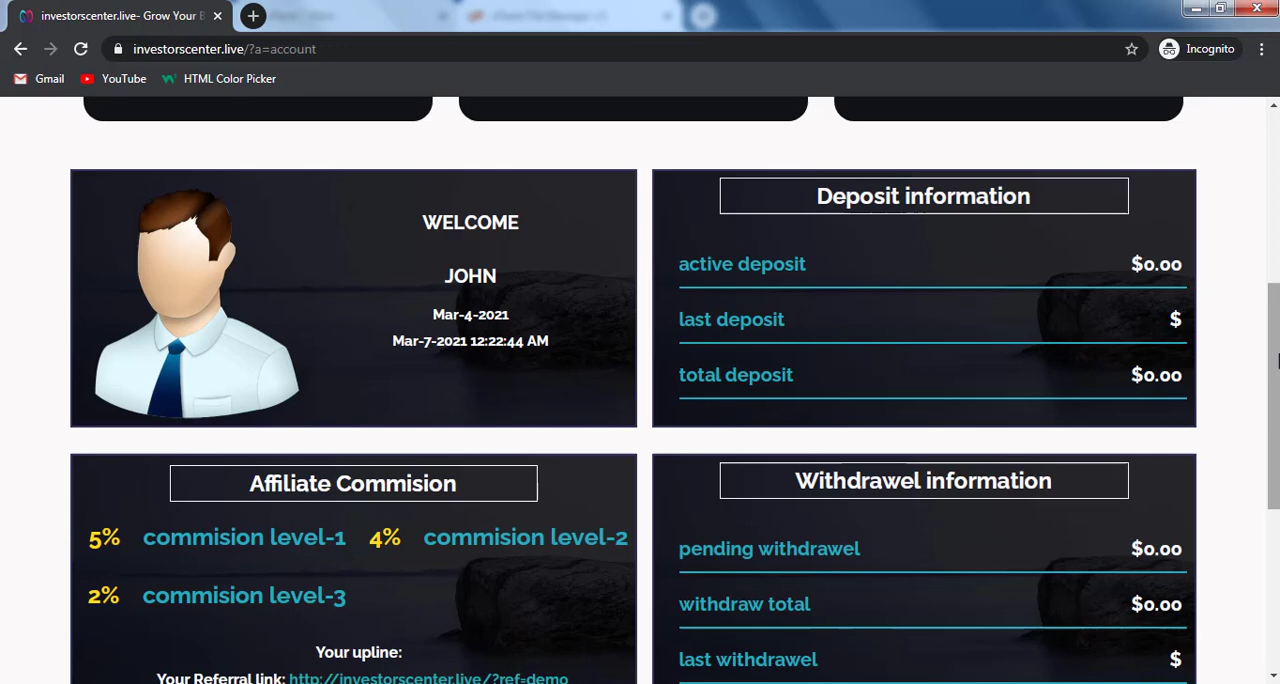 investorscenter.live- Grow Your B
investorscenter.live/?a=account
Incognito
Gmail
YouTube
HTML Color Picker
WELCOME
JOHN
Mar-4-2021
Mar-7-2021 12:22:44 AM
Deposit information
active deposit $0.00
last deposit $
total deposit $0.00
Affiliate Commision
5% commision level-1 4% commision level-2
2% commision level-3
Your upline:
Your Referral link: http://investorscenter.live/?ref=demo
Withdrawel information
pending withdrawel $0.00
withdraw total $0.00
last withdrawel $